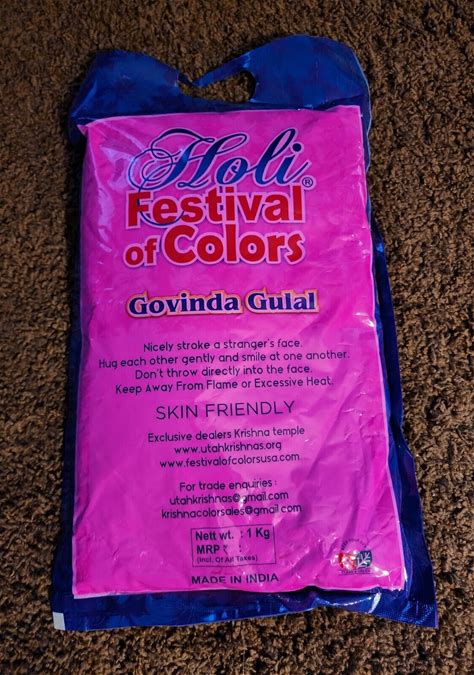 Holi®
Festival
of Colors
Govinda Gulal
Nicely stroke a stranger's face.
Hug each other gently and smile at one another.
Don't throw directly into the face.
Keep Away From Flame or Excessive Heat.
SKIN FRIENDLY
Exclusive dealers Krishna temple
www.utahkrishnas.org
www.festivalofcolorsusa.com
For trade enquiries :
utahkrishnas@gmail.com
krishnacolorsales@gmail.com
Nett wt. : 1 Kg
MRP
(Incl. Of All Taxes)
MADE IN INDIA